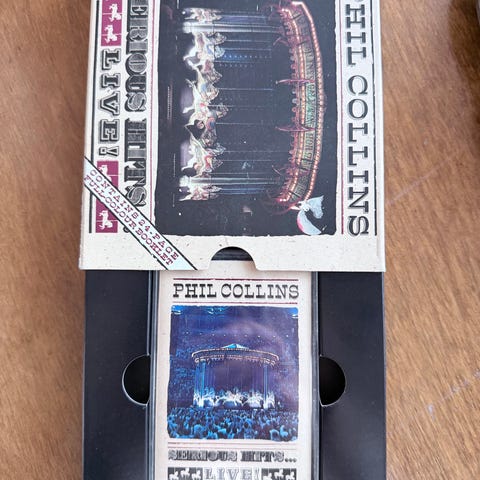 PHIL COLLINS
SERIOUS HITS
LIVE!
CONTAINS 24-PAGE
FULL COLOUR BOOKLET
PHIL COLLINS
SERIOUS HITS...
LIVE!